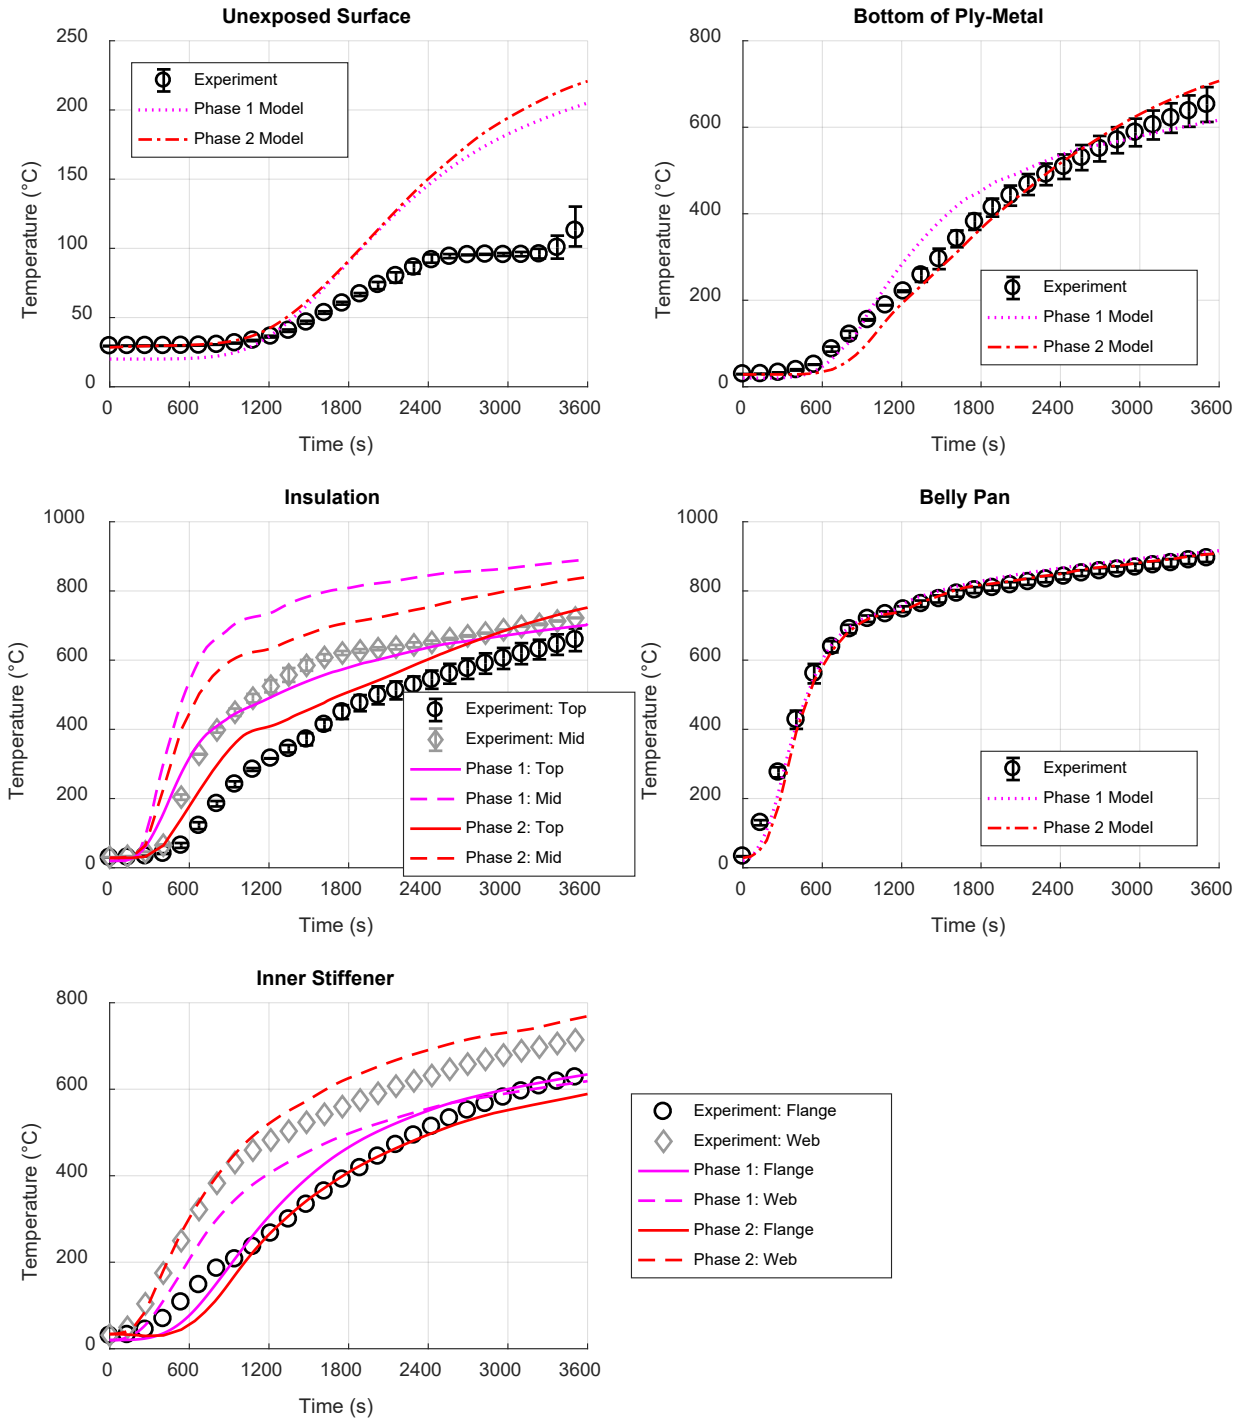 Unexposed Surface
250
200
150
100
50
0
Temperature (°C)
Experiment
Phase 1 Model
Phase 2 Model
0 600 1200 1800 2400 3000 3600
Time (s)
Bottom of Ply-Metal
800
600
400
200
0
Temperature (°C)
Experiment
Phase 1 Model
Phase 2 Model
0 600 1200 1800 2400 3000 3600
Time (s)
Insulation
1000
800
600
400
200
0
Temperature (°C)
Experiment: Top
Experiment: Mid
Phase 1: Top
Phase 1: Mid
Phase 2: Top
Phase 2: Mid
0 600 1200 1800 2400 3000 3600
Time (s)
Belly Pan
1000
800
600
400
200
0
Temperature (°C)
Experiment
Phase 1 Model
Phase 2 Model
0 600 1200 1800 2400 3000 3600
Time (s)
Inner Stiffener
800
600
400
200
0
Temperature (°C)
0 600 1200 1800 2400 3000 3600
Time (s)
Experiment: Flange
Experiment: Web
Phase 1: Flange
Phase 1: Web
Phase 2: Flange
Phase 2: Web